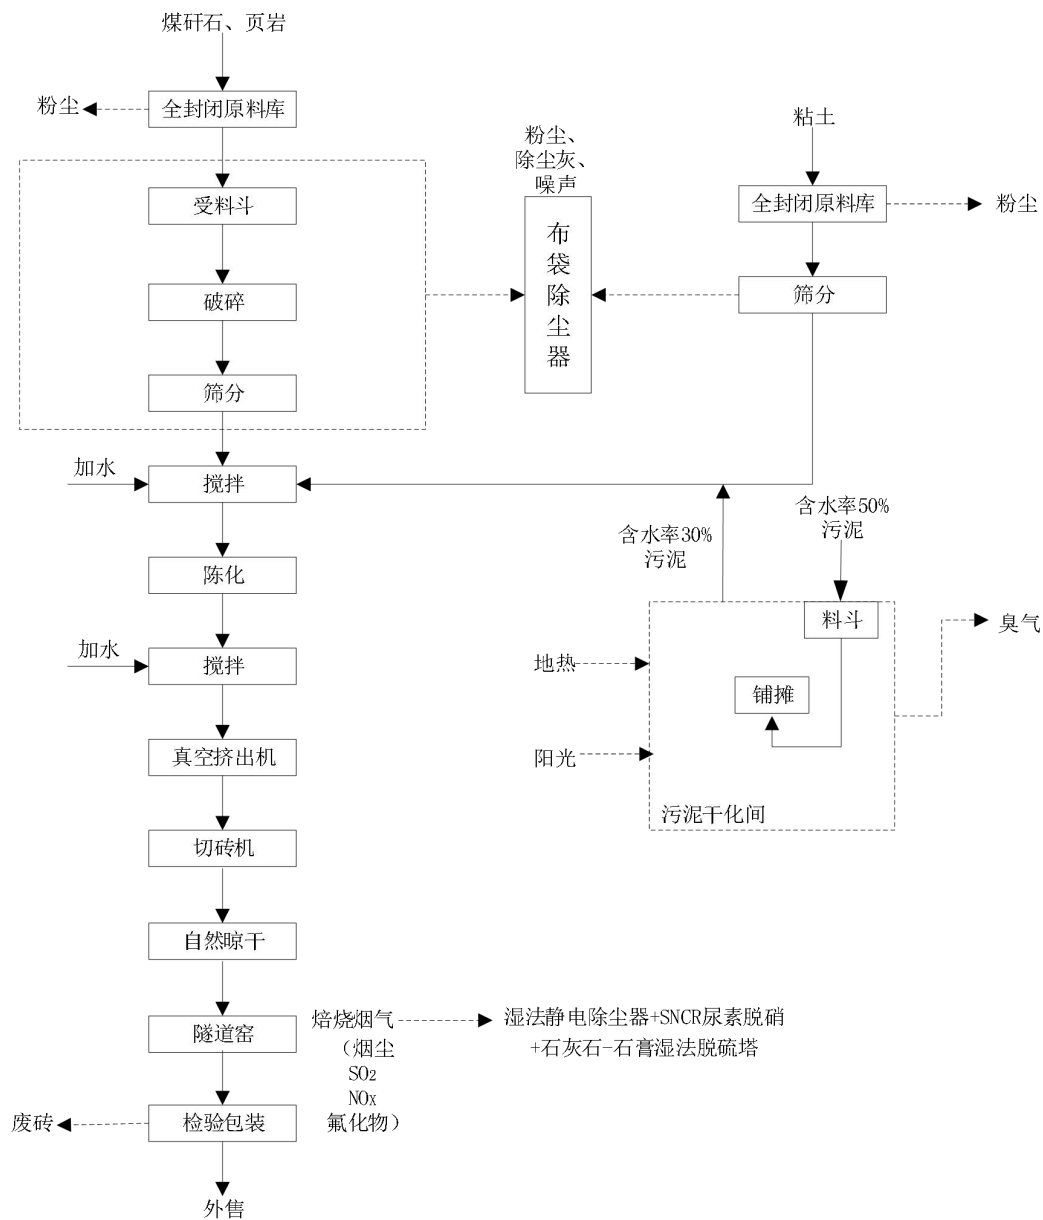 煤矸石、页岩
粉尘
全封闭原料库
粘土
粉尘、
除尘灰、
噪声
受料斗
全封闭原料库
粉尘
布
袋
除
尘
器
破碎
筛分
筛分
加水
搅拌
含水率50%
污泥
含水率30%
污泥
陈化
料斗
臭气
加水
搅拌
地热
铺摊
真空挤出机
阳光
污泥干化间
切砖机
自然晾干
隧道窑
焙烧烟气
（烟尘
SO2
NOX
氟化物）
湿法静电除尘器+SNCR尿素脱硝
+石灰石-石膏湿法脱硫塔
废砖
检验包装
外售